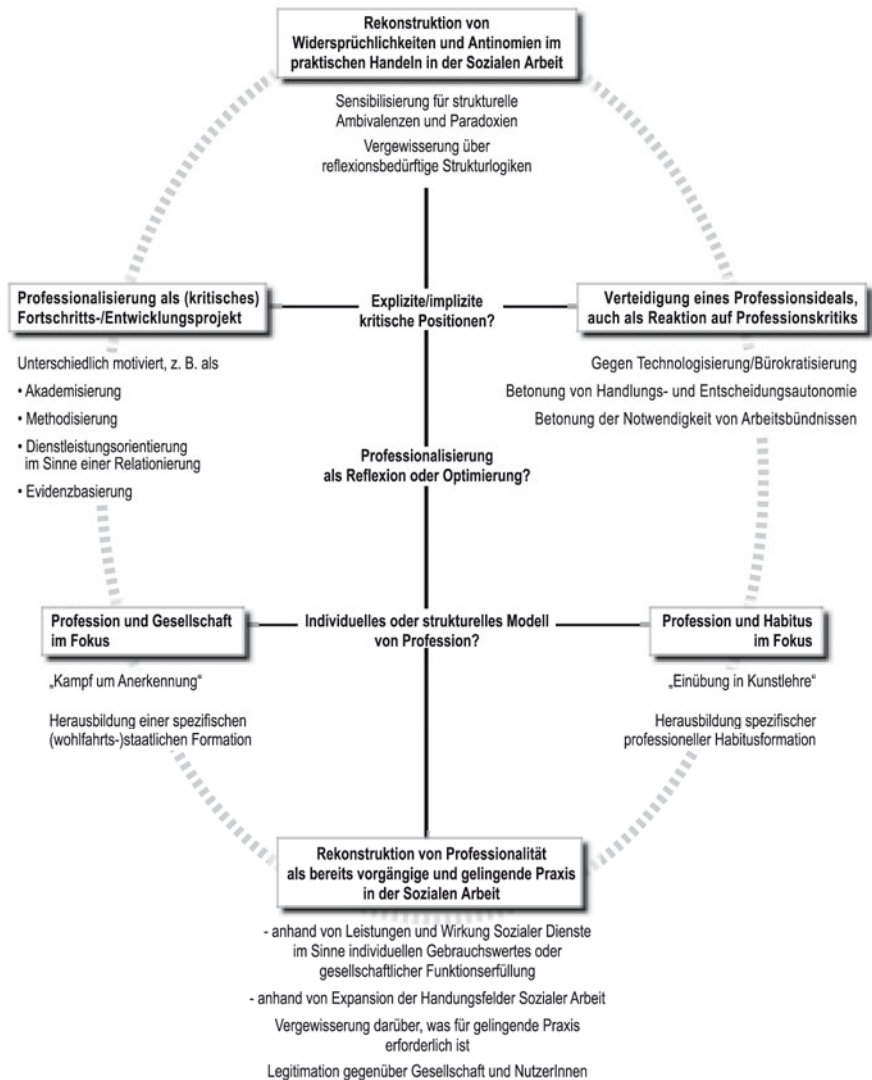 Rekonstruktion von
Widersprüchlichkeiten und Antinomien im
praktischen Handeln in der Sozialen Arbeit
Sensibilisierung für strukturelle
Ambivalenzen und Paradoxien
Vergewisserung über
reflexionsbedürftige Strukturlogiken
Professionalisierung als (kritisches)
Fortschritts-/Entwicklungsprojekt
Explizite/implizite
kritische Positionen?
Verteidigung eines Professionsideals,
auch als Reaktion auf Professionskritiks
Unterschiedlich motiviert, z. B. als
• Akademisierung
• Methodisierung
• Dienstleistungsorientierung
im Sinne einer Relationierung
• Evidenzbasierung
Gegen Technologisierung/Bürokratisierung
Betonung von Handlungs- und Entscheidungsautonomie
Betonung der Notwendigkeit von Arbeitsbündnissen
Professionalisierung
als Reflexion oder Optimierung?
Profession und Gesellschaft
im Fokus
Individuelles oder strukturelles Modell
von Profession?
Profession und Habitus
im Fokus
„Kampf um Anerkennung“
Herausbildung einer spezifischen
(wohlfahrts-)staatlichen Formation
„Einübung in Kunstlehre“
Herausbildung spezifischer
professioneller Habitusformation
Rekonstruktion von Professionalität
als bereits vorgängige und gelingende Praxis
in der Sozialen Arbeit
- anhand von Leistungen und Wirkung Sozialer Dienste
im Sinne individuellen Gebrauchswertes oder
gesellschaftlicher Funktionserfüllung
- anhand von Expansion der Handungsfelder Sozialer Arbeit
Vergewisserung darüber, was für gelingende Praxis
erforderlich ist
Legitimation gegenüber Gesellschaft und NutzerInnen